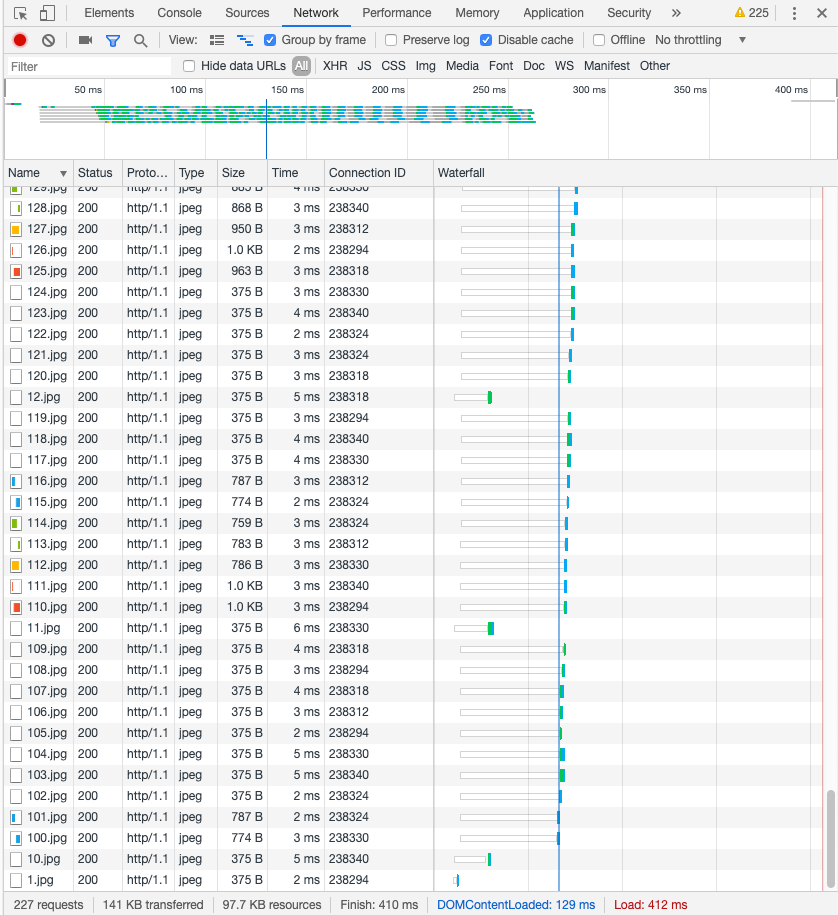 Elements Console Sources Network Performance Memory Application Security » 225
View: Group by frame Preserve log Disable cache Offline No throttling
Filter Hide data URLs All XHR JS CSS Img Media Font Doc WS Manifest Other
50 ms 100 ms 150 ms 200 ms 250 ms 300 ms 350 ms 400 ms
Name Status Proto... Type Size Time Connection ID Waterfall
129.jpg 200 http/1.1 jpeg 885 B 4 ms 238330
128.jpg 200 http/1.1 jpeg 868 B 3 ms 238340
127.jpg 200 http/1.1 jpeg 950 B 3 ms 238312
126.jpg 200 http/1.1 jpeg 1.0 KB 2 ms 238294
125.jpg 200 http/1.1 jpeg 963 B 3 ms 238318
124.jpg 200 http/1.1 jpeg 375 B 3 ms 238330
123.jpg 200 http/1.1 jpeg 375 B 4 ms 238340
122.jpg 200 http/1.1 jpeg 375 B 2 ms 238324
121.jpg 200 http/1.1 jpeg 375 B 3 ms 238324
120.jpg 200 http/1.1 jpeg 375 B 3 ms 238318
12.jpg 200 http/1.1 jpeg 375 B 5 ms 238318
119.jpg 200 http/1.1 jpeg 375 B 3 ms 238294
118.jpg 200 http/1.1 jpeg 375 B 4 ms 238340
117.jpg 200 http/1.1 jpeg 375 B 4 ms 238330
116.jpg 200 http/1.1 jpeg 787 B 3 ms 238312
115.jpg 200 http/1.1 jpeg 774 B 2 ms 238324
114.jpg 200 http/1.1 jpeg 759 B 3 ms 238324
113.jpg 200 http/1.1 jpeg 783 B 3 ms 238312
112.jpg 200 http/1.1 jpeg 786 B 3 ms 238330
111.jpg 200 http/1.1 jpeg 1.0 KB 3 ms 238340
110.jpg 200 http/1.1 jpeg 1.0 KB 3 ms 238294
11.jpg 200 http/1.1 jpeg 375 B 6 ms 238330
109.jpg 200 http/1.1 jpeg 375 B 4 ms 238318
108.jpg 200 http/1.1 jpeg 375 B 3 ms 238294
107.jpg 200 http/1.1 jpeg 375 B 4 ms 238318
106.jpg 200 http/1.1 jpeg 375 B 3 ms 238312
105.jpg 200 http/1.1 jpeg 375 B 2 ms 238294
104.jpg 200 http/1.1 jpeg 375 B 5 ms 238330
103.jpg 200 http/1.1 jpeg 375 B 5 ms 238340
102.jpg 200 http/1.1 jpeg 375 B 2 ms 238324
101.jpg 200 http/1.1 jpeg 787 B 2 ms 238324
100.jpg 200 http/1.1 jpeg 774 B 3 ms 238330
10.jpg 200 http/1.1 jpeg 375 B 5 ms 238340
1.jpg 200 http/1.1 jpeg 375 B 2 ms 238294
227 requests 141 KB transferred 97.7 KB resources Finish: 410 ms DOMContentLoaded: 129 ms Load: 412 ms